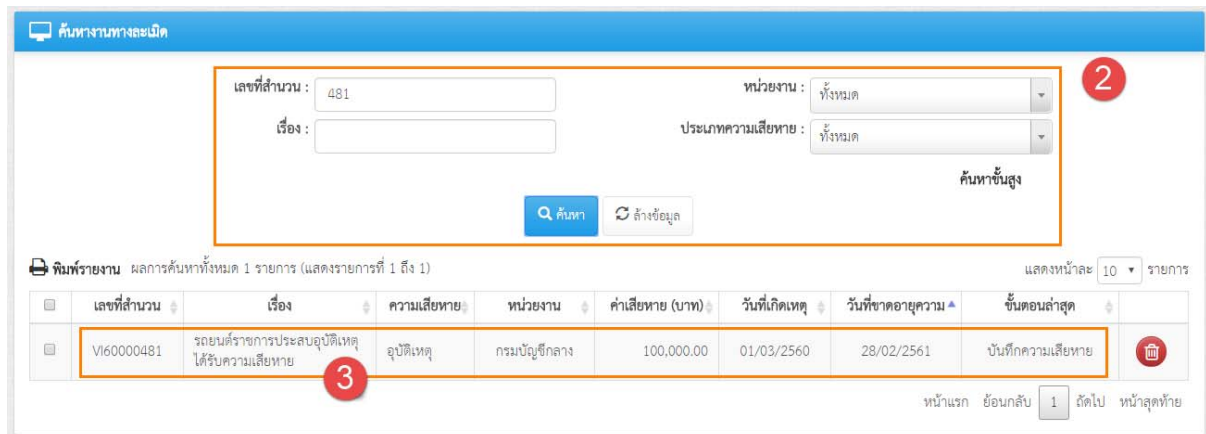 ค้นหางานทางละเมิด
เลขที่สำนวน : 481 หน่วยงาน : ทั้งหมด 2
เรื่อง : ประเภทความเสียหาย : ทั้งหมด
ค้นหาขั้นสูง
ค้นหา ล้างข้อมูล
พิมพ์รายงาน ผลการค้นหาทั้งหมด 1 รายการ (แสดงรายการที่ 1 ถึง 1) แสดงหน้าละ 10 รายการ
เลขที่สำนวน เรื่อง ความเสียหาย หน่วยงาน ค่าเสียหาย (บาท) วันที่เกิดเหตุ วันที่ขาดอายุความ ขั้นตอนล่าสุด
VI60000481 รถยนต์ราชการประสบอุบัติเหตุ อุบัติเหตุ กรมบัญชีกลาง 100,000.00 01/03/2560 28/02/2561 บันทึกความเสียหาย
ได้รับความเสียหาย 3
หน้าแรก ย้อนกลับ 1 ถัดไป หน้าสุดท้าย